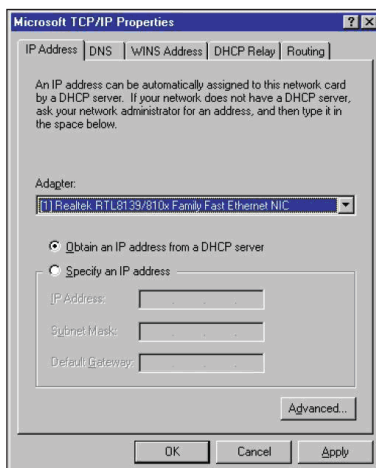 Microsoft TCP/IP Properties
? X
IP Address DNS WINS Address DHCP Relay Routing
An IP address can be automatically assigned to this network card
by a DHCP server. If your network does not have a DHCP server,
ask your network administrator for an address, and then type it in
the space below.
Adapter:
[1] Realtek RTL8139/810x Family Fast Ethernet NIC
Obtain an IP address from a DHCP server
Specify an IP address
IP Address:
Subnet Mask:
Default Gateway:
Advanced...
OK Cancel Apply